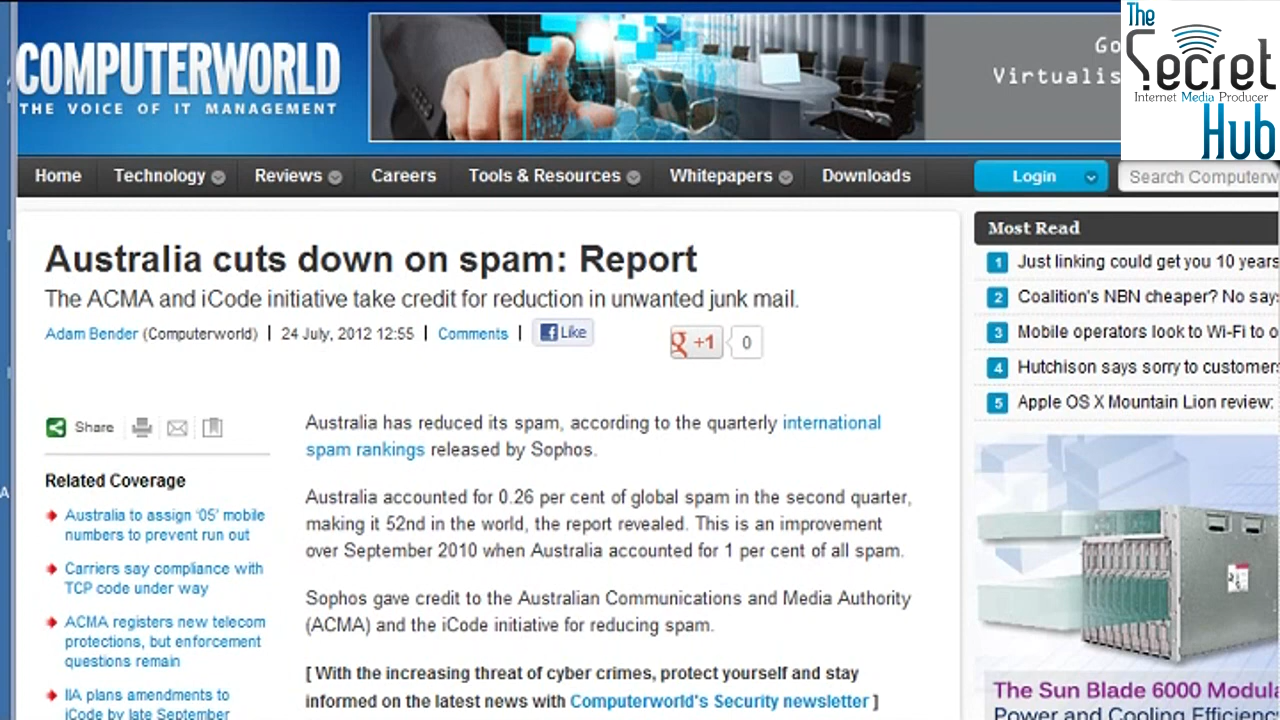 The
Secret
Internet Media Producer
Hub
COMPUTERWORLD
THE VOICE OF IT MANAGEMENT
Go
Virtualis
Home Technology Reviews Careers Tools & Resources Whitepapers Downloads Login Search Computerw
Australia cuts down on spam: Report
The ACMA and iCode initiative take credit for reduction in unwanted junk mail.
Adam Bender (Computerworld) | 24 July, 2012 12:55 | Comments | Like
+1 0
Share
Related Coverage
Australia to assign '05' mobile
numbers to prevent run out
Carriers say compliance with
TCP code under way
ACMA registers new telecom
protections, but enforcement
questions remain
IIA plans amendments to
iCode by late September
Australia has reduced its spam, according to the quarterly international
spam rankings released by Sophos.
Australia accounted for 0.26 per cent of global spam in the second quarter,
making it 52nd in the world, the report revealed. This is an improvement
over September 2010 when Australia accounted for 1 per cent of all spam.
Sophos gave credit to the Australian Communications and Media Authority
(ACMA) and the iCode initiative for reducing spam.
[ With the increasing threat of cyber crimes, protect yourself and stay
informed on the latest news with Computerworld's Security newsletter ]
Most Read
1 Just linking could get you 10 years
2 Coalition's NBN cheaper? No say
3 Mobile operators look to Wi-Fi to o
4 Hutchison says sorry to customer
5 Apple OS X Mountain Lion review:
The Sun Blade 6000 Modula
Power and Cooling Efficienc